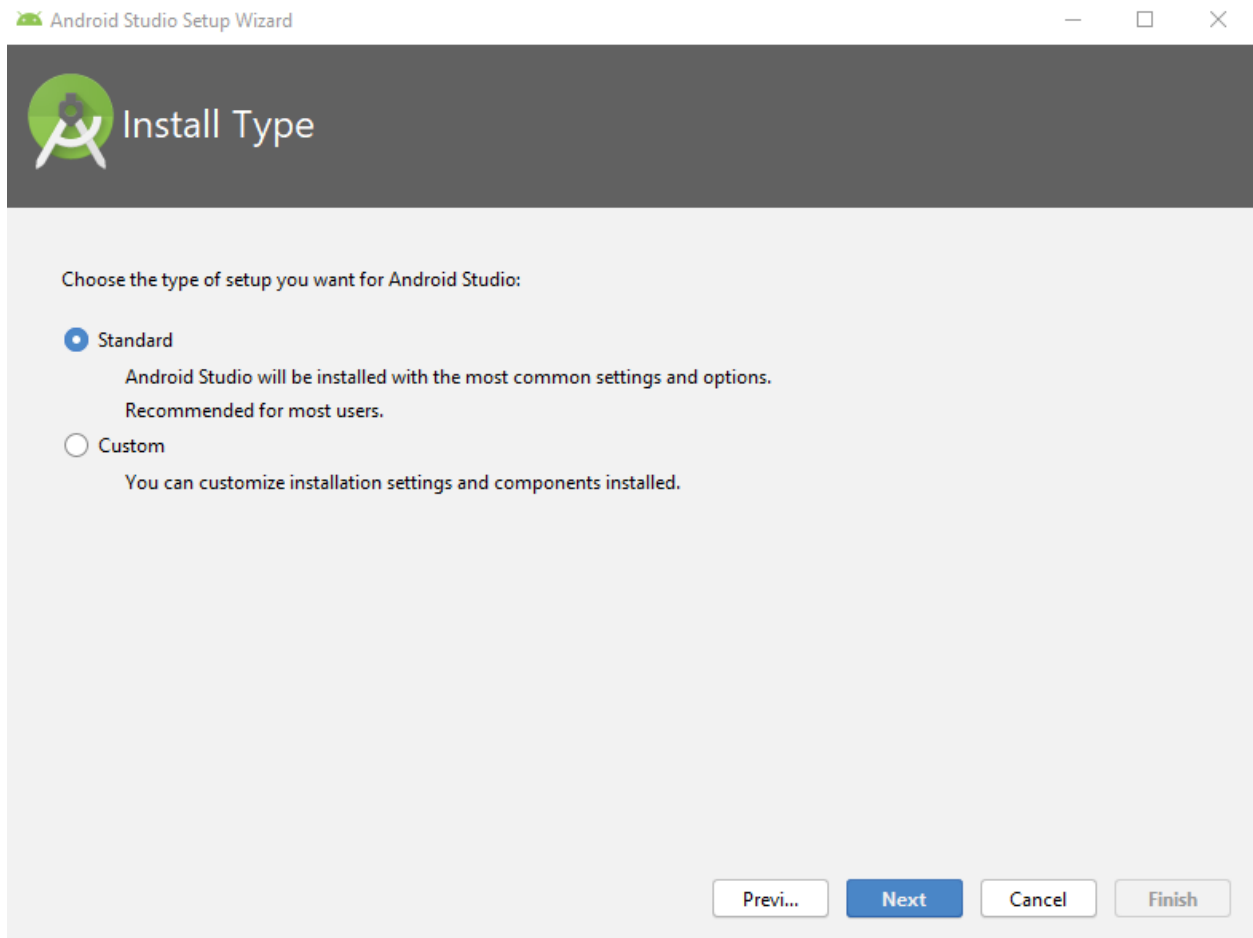 Android Studio Setup Wizard
Install Type
Choose the type of setup you want for Android Studio:
Standard
Android Studio will be installed with the most common settings and options.
Recommended for most users.
Custom
You can customize installation settings and components installed.
Previ... Next Cancel Finish